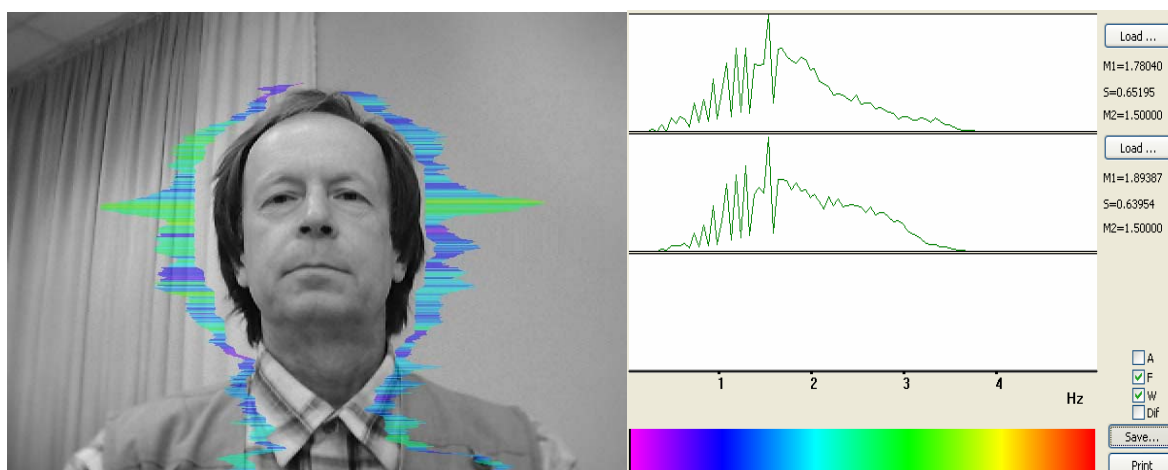 Load ...
M1=1.78040
S=0.65195
M2=1.50000
Load ...
M1=1.89387
S=0.63954
M2=1.50000
1 2 3 4
Hz
A
F
W
Dif
Save...
Print